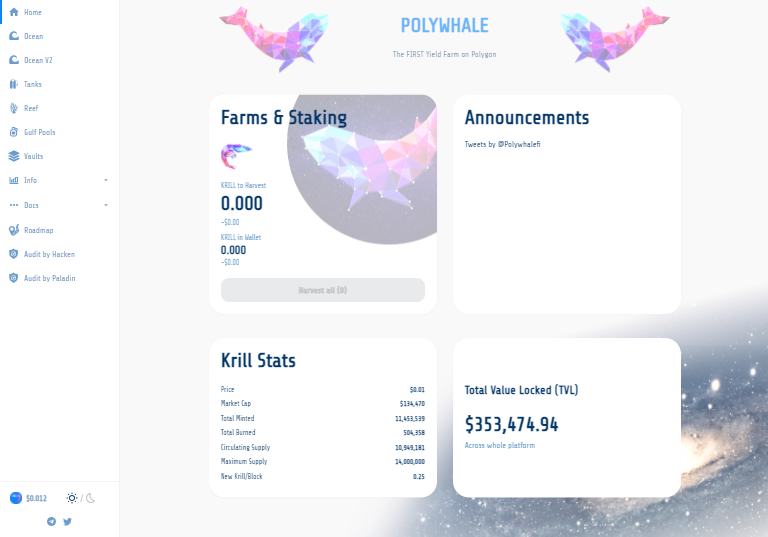 Home
Ocean
Ocean V2
Tanks
Reef
Gulf Pools
Vaults
Info
Docs
Roadmap
Audit by Hacken
Audit by Paladin
$0.012
/
POLYWHALE
The FIRST Yield Farm on Polygon
Farms & Staking
KRILL to Harvest
0.000
~$0.00
KRILL in Wallet
0.000
~$0.00
Harvest all (0)
Announcements
Tweets by @Polywhalefi
Krill Stats
Price $0.01
Market Cap $134,470
Total Minted 11,453,539
Total Burned 504,358
Circulating Supply 10,949,181
Maximum Supply 14,000,000
New Krill/Block 0.25
Total Value Locked (TVL)
$353,474.94
Across whole platform